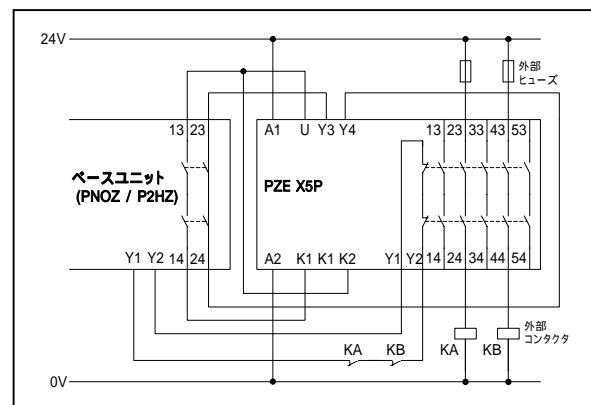 24V
外部
ヒューズ
13 23
A1 U Y3 Y4
13 23 33 43 53
ベースユニット
(PNOZ / P2HZ)
PZE X5P
Y1 Y2 14 24
A2 K1 K1 K2
Y1 Y2 14 24 34 44 54
KA KB
KA KB
外部
コンタクタ
0V